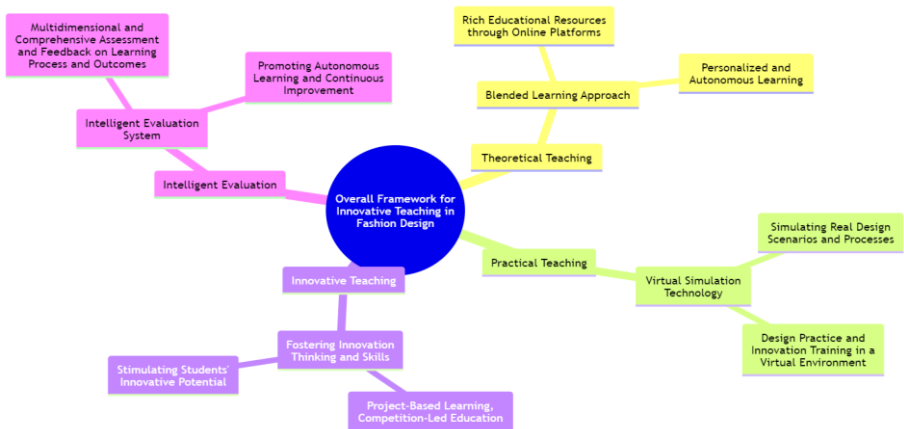 Multidimensional and
Comprehensive Assessment
and Feedback on Learning
Process and Outcomes
Promoting Autonomous
Learning and Continuous
Improvement
Intelligent Evaluation
System
Intelligent Evaluation
Rich Educational Resources
through Online Platforms
Personalized and
Autonomous Learning
Blended Learning Approach
Theoretical Teaching
Overall Framework for
Innovative Teaching in
Fashion Design
Practical Teaching
Simulating Real Design
Scenarios and Processes
Virtual Simulation
Technology
Design Practice and
Innovation Training in a
Virtual Environment
Innovative Teaching
Fostering Innovation
Thinking and Skills
Stimulating Students'
Innovative Potential
Project-Based Learning,
Competition-Led Education